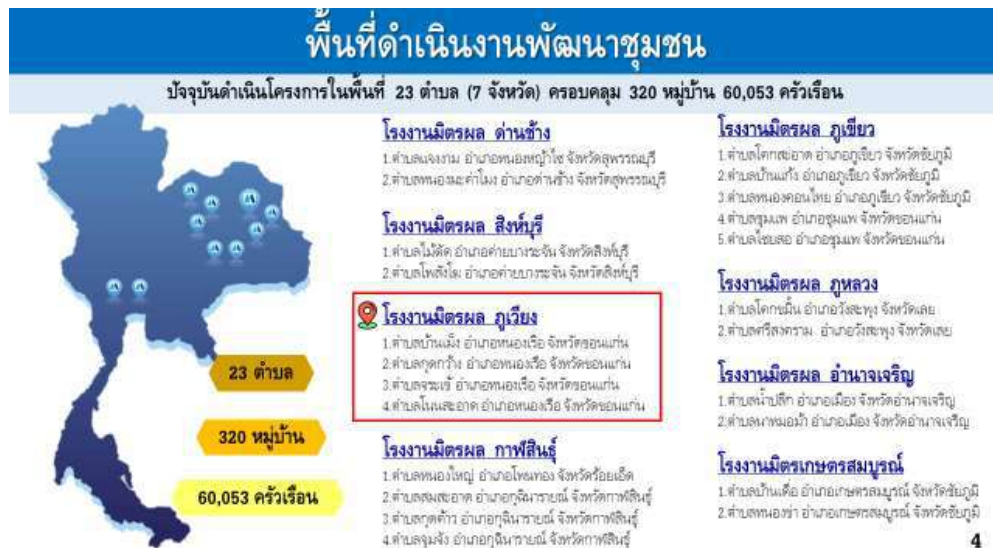 พื้นที่ดำเนินงานพัฒนาชุมชน
ปัจจุบันดำเนินโครงการในพื้นที่ 23 ตำบล (7 จังหวัด) ครอบคลุม 320 หมู่บ้าน 60,053 ครัวเรือน
โรงงานมิตรผล ด่านช้าง
1.ตำบลแจงงาม อำเภอหนองหญ้าไซ จังหวัดสุพรรณบุรี
2.ตำบลหนองมะค่าโมง อำเภอด่านช้าง จังหวัดสุพรรณบุรี
โรงงานมิตรผล สิงห์บุรี
1.ตำบลไม้ดัด อำเภอค่ายบางระจัน จังหวัดสิงห์บุรี
2.ตำบลโพสังโฆ อำเภอค่ายบางระจัน จังหวัดสิงห์บุรี
โรงงานมิตรผล ภูเวียง
1.ตำบลบ้านเม็ง อำเภอหนองเรือ จังหวัดขอนแก่น
2.ตำบลกุดกว้าง อำเภอหนองเรือ จังหวัดขอนแก่น
3.ตำบลจระเข้ อำเภอหนองเรือ จังหวัดขอนแก่น
4.ตำบลโนนสะอาด อำเภอหนองเรือ จังหวัดขอนแก่น
โรงงานมิตรผล กาฬสินธุ์
1.ตำบลหนองใหญ่ อำเภอโพนทอง จังหวัดร้อยเอ็ด
2.ตำบลสมสะอาด อำเภอกุฉินารายณ์ จังหวัดกาฬสินธุ์
3.ตำบลกุดค้าว อำเภอกุฉินารายณ์ จังหวัดกาฬสินธุ์
4.ตำบลจุมจัง อำเภอกุฉินารายณ์ จังหวัดกาฬสินธุ์
โรงงานมิตรผล ภูเขียว
1.ตำบลโคกสะอาด อำเภอภูเขียว จังหวัดชัยภูมิ
2.ตำบลบ้านแก้ง อำเภอภูเขียว จังหวัดชัยภูมิ
3.ตำบลหนองคอนไทย อำเภอภูเขียว จังหวัดชัยภูมิ
4.ตำบลชุมแพ อำเภอชุมแพ จังหวัดขอนแก่น
5.ตำบลไชยสอ อำเภอชุมแพ จังหวัดขอนแก่น
โรงงานมิตรผล ภูหลวง
1.ตำบลโคกขมิ้น อำเภอวังสะพุง จังหวัดเลย
2.ตำบลศรีสงคราม อำเภอวังสะพุง จังหวัดเลย
โรงงานมิตรผล อำนาจเจริญ
1.ตำบลน้ำปลีก อำเภอเมือง จังหวัดอำนาจเจริญ
2.ตำบลนาหมอม้า อำเภอเมือง จังหวัดอำนาจเจริญ
โรงงานมิตรเกษตรสมบูรณ์
1.ตำบลบ้านเดื่อ อำเภอเกษตรสมบูรณ์ จังหวัดชัยภูมิ
2.ตำบลหนองข่า อำเภอเกษตรสมบูรณ์ จังหวัดชัยภูมิ
23 ตำบล
320 หมู่บ้าน
60,053 ครัวเรือน
4